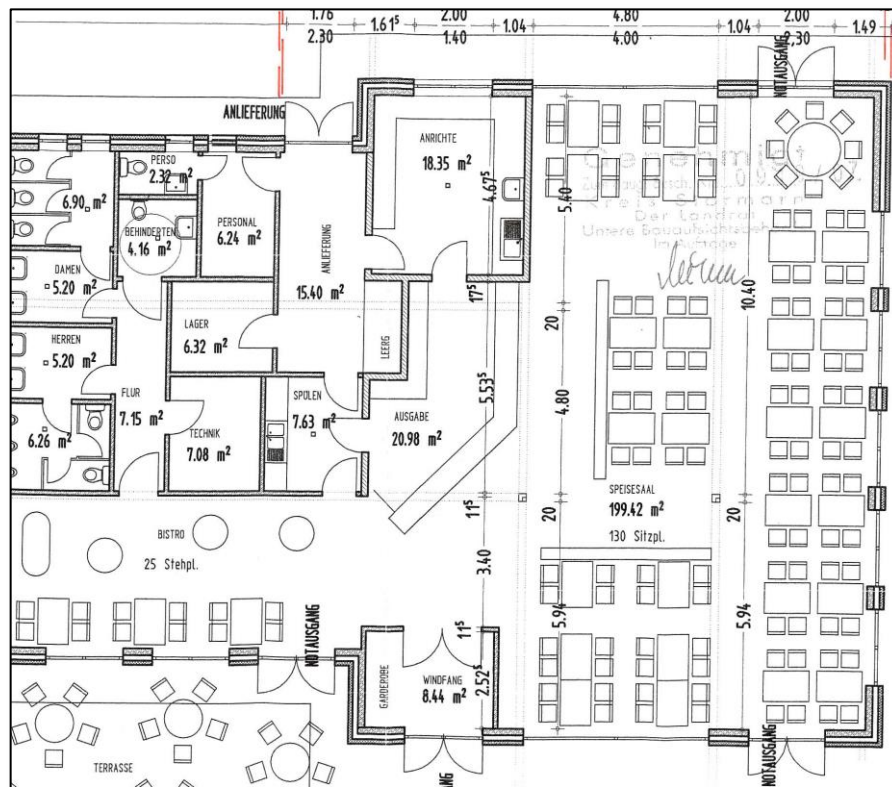 1.76
2.30
1.61⁵
2.00
1.40
1.04
4.80
4.00
1.04
2.00
2.30
1.49
NOTAUSGANG
ANLIEFERUNG
ANRICHTE
18.35 m²
4.67⁵
PERSO
2.32 m²
6.90
BEHINDERTEN
4.16 m²
PERSONAL
6.24 m²
ANLIEFERUNG
15.40 m²
DAMEN
5.20 m²
LAGER
6.32 m²
LEERG
17⁵
5.40
Genehmigt
Kreis Stormarn
Der Landrat
Untere Bauaufsichtsbeh
Im Auftrage
10.40
20
HERREN
5.20 m²
FLUR
7.15 m²
6.26 m²
TECHNIK
7.08 m²
SPÜLEN
7.63 m²
AUSGABE
20.98 m²
5.53⁵
4.80
SPEISESAAL
199.42 m²
130 Sitzpl.
11⁵
20
20
BISTRO
25 Stehpl.
3.40
5.94
5.94
NOTAUSGANG
11⁵
GARDEROBE
WINDFANG
8.44 m²
2.52⁵
TERRASSE
NOTAUSGANG